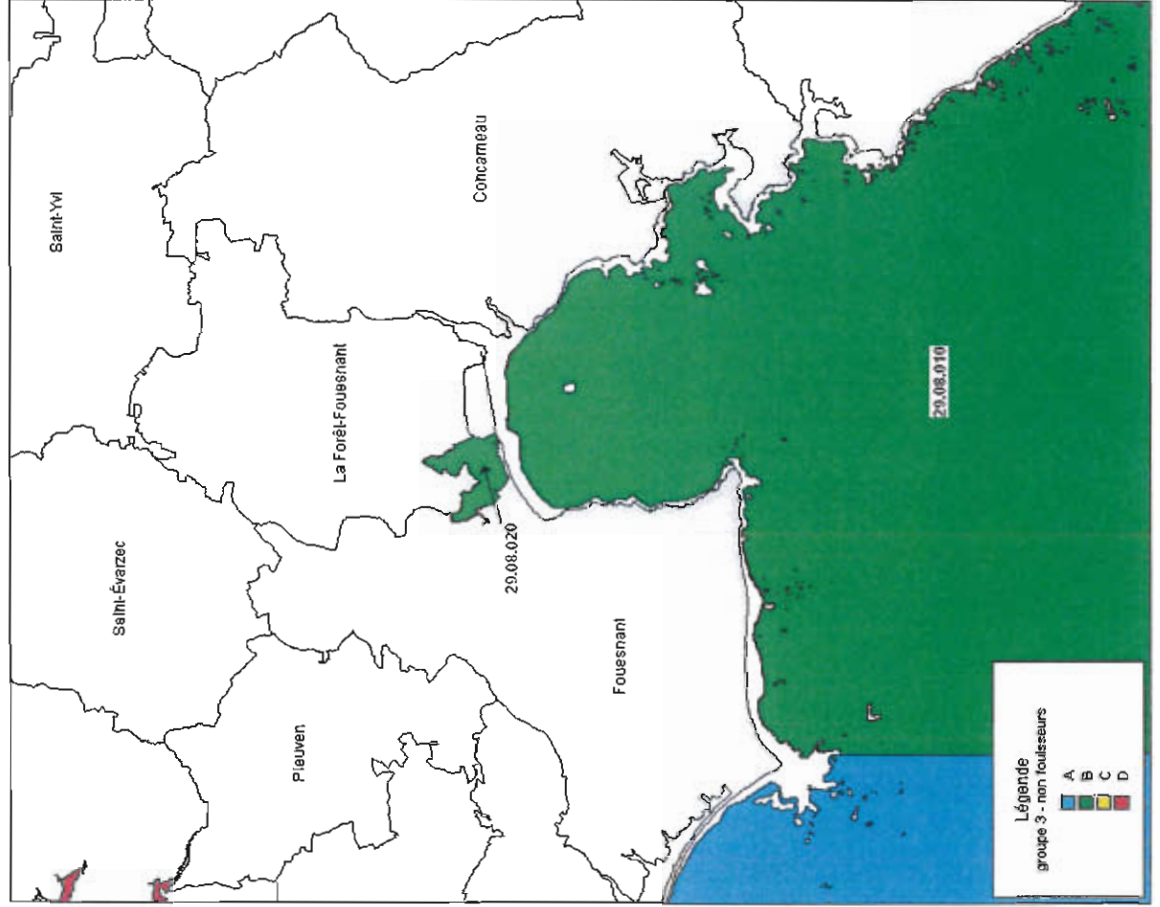 Saint-Yvi
Saint-Évarzec
Concarneau
La Forêt-Fouesnant
Pleuven
29.08.020
Fouesnant
29.08.010
Légende
groupe 3 - non fouisseurs
A
B
C
D